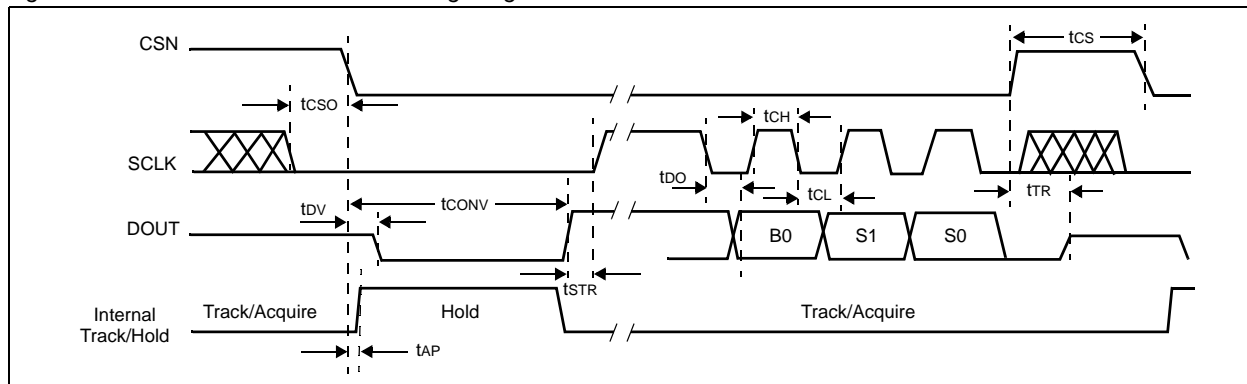 CSN
tCS
tCSO
tCH
SCLK
tDO
tCL
tTR
tDV
tCONV
DOUT
B0
S1
S0
tSTR
Internal
Track/Hold
Track/Acquire
Hold
Track/Acquire
tAP